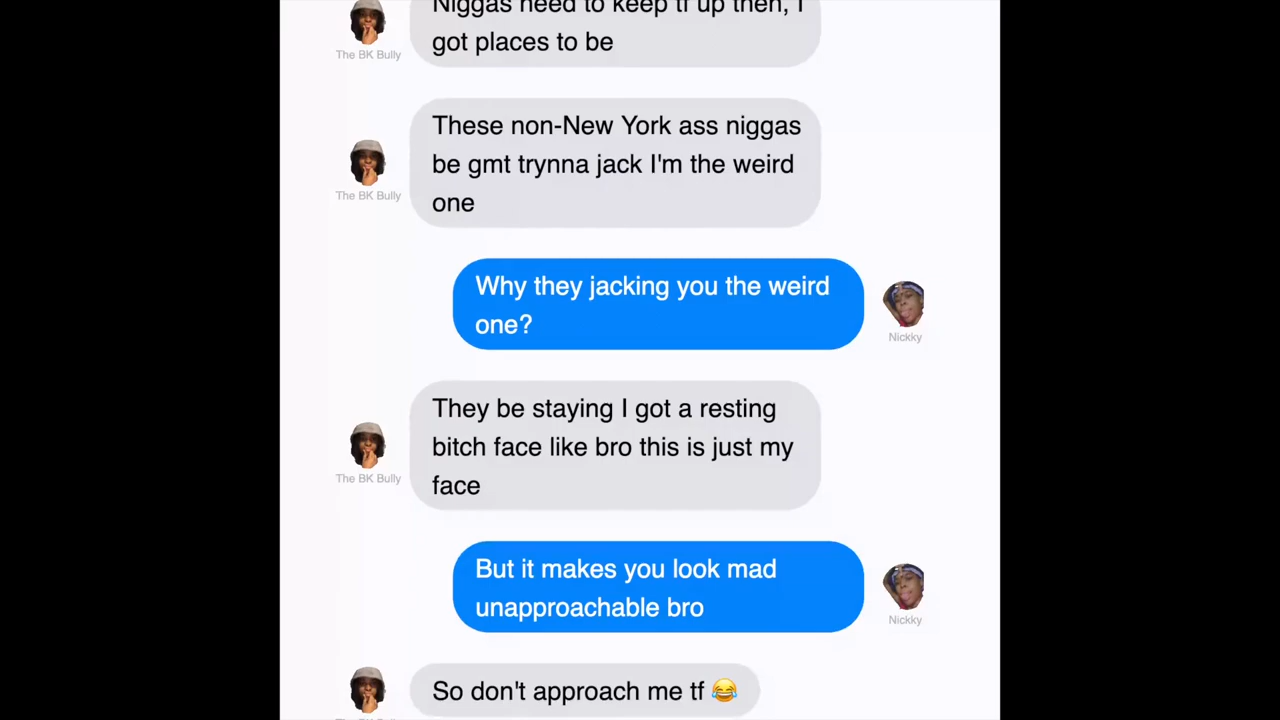 Niggas need to keep tf up then, I
got places to be
The BK Bully
These non-New York ass niggas
be gmt trynna jack I'm the weird
one
The BK Bully
Why they jacking you the weird
one?
Nickky
They be staying I got a resting
bitch face like bro this is just my
face
The BK Bully
But it makes you look mad
unapproachable bro
Nickky
So don't approach me tf 😂